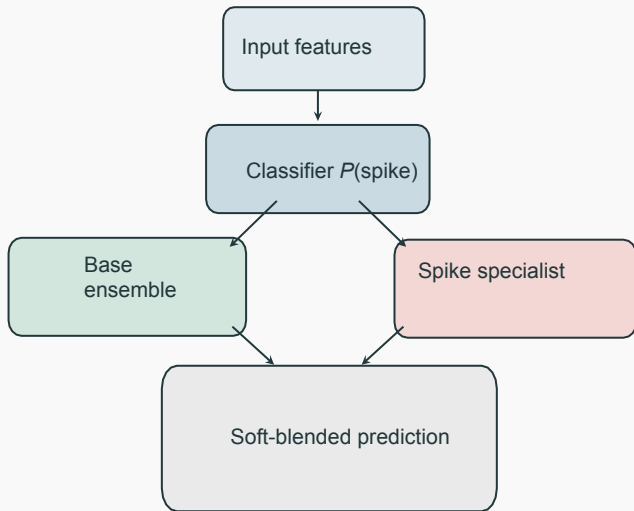 Input features
Classifier P(spike)
Base
ensemble
Spike specialist
Soft-blended prediction